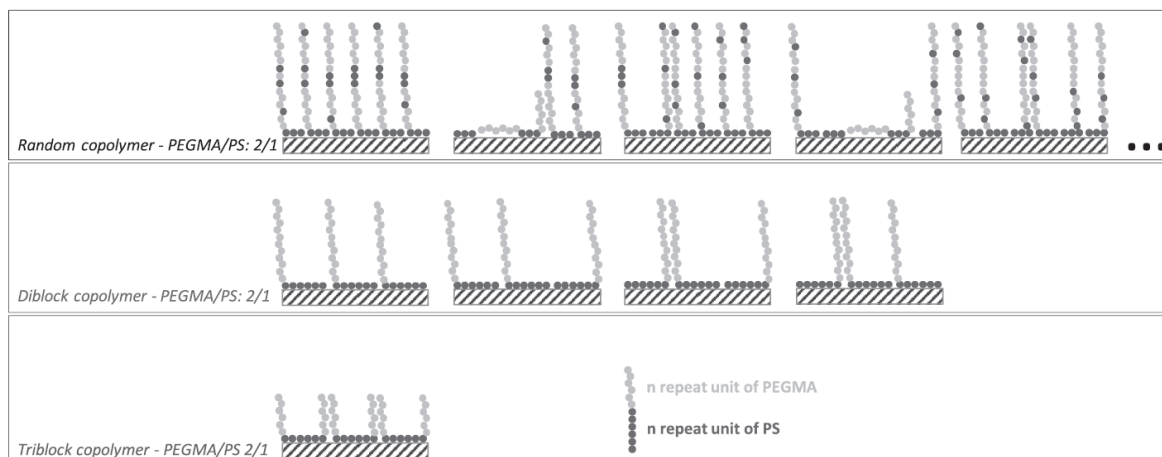 Random copolymer - PEGMA/PS: 2/1
Diblock copolymer - PEGMA/PS: 2/1
n repeat unit of PEGMA
n repeat unit of PS
Triblock copolymer - PEGMA/PS 2/1